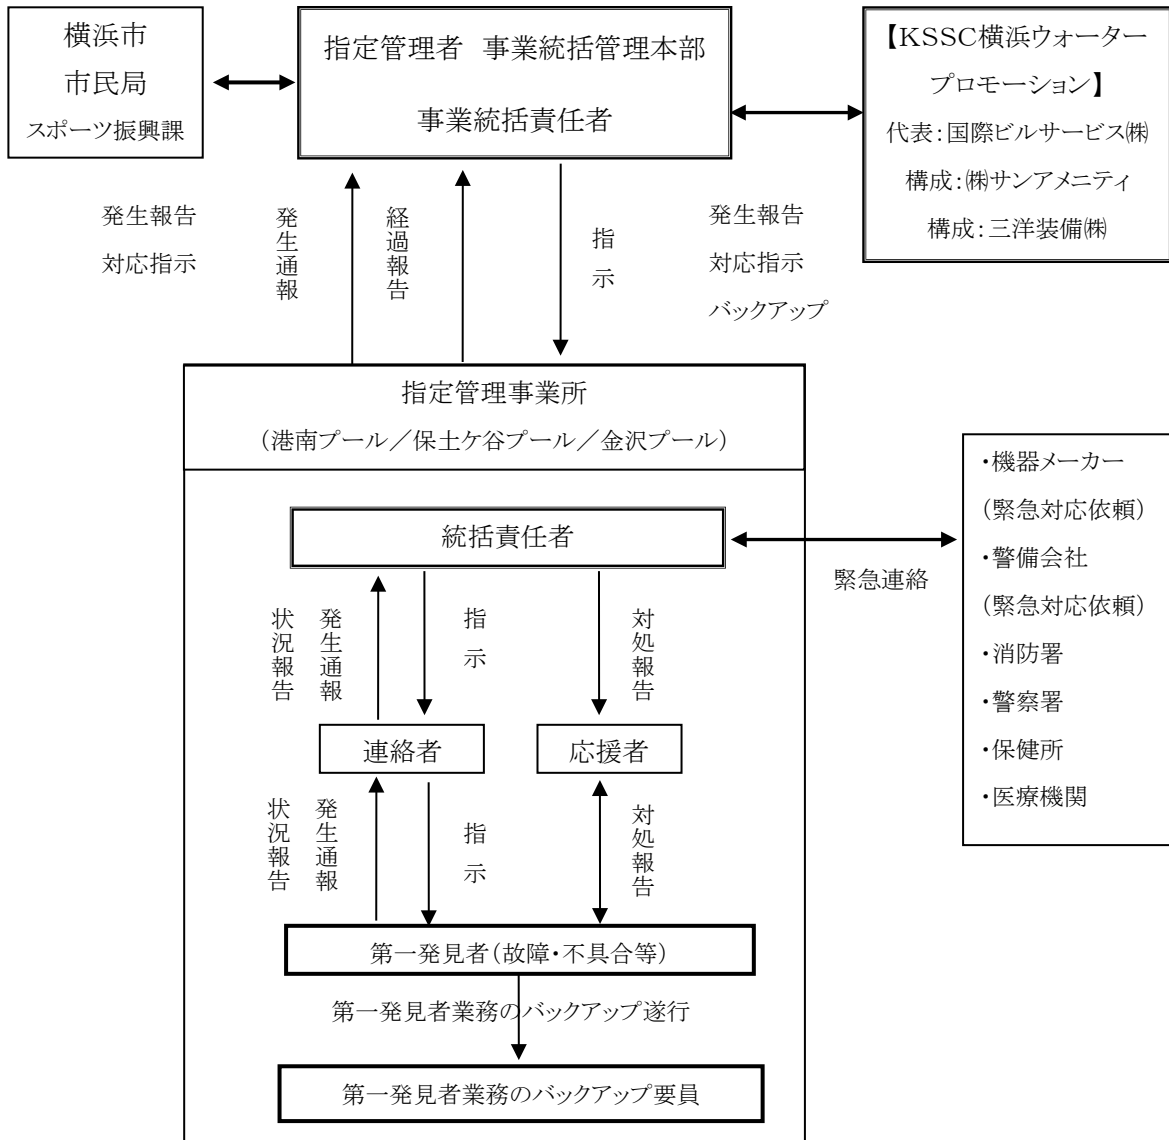 横浜市
市民局
スポーツ振興課
指定管理者 事業統括管理本部
事業統括責任者
【KSSC横浜ウォーター
プロモーション】
代表:国際ビルサービス㈱
構成:㈱サンアメニティ
構成:三洋装備㈱
発生報告
対応指示
発生通報
経過報告
指示
発生報告
対応指示
バックアップ
指定管理事業所
(港南プール/保土ケ谷プール/金沢プール)
統括責任者
緊急連絡
・機器メーカー
(緊急対応依頼)
・警備会社
(緊急対応依頼)
・消防署
・警察署
・保健所
・医療機関
状況報告
発生通報
指示
対処報告
連絡者
応援者
状況報告
発生通報
指示
対処報告
第一発見者(故障・不具合等)
第一発見者業務のバックアップ遂行
第一発見者業務のバックアップ要員